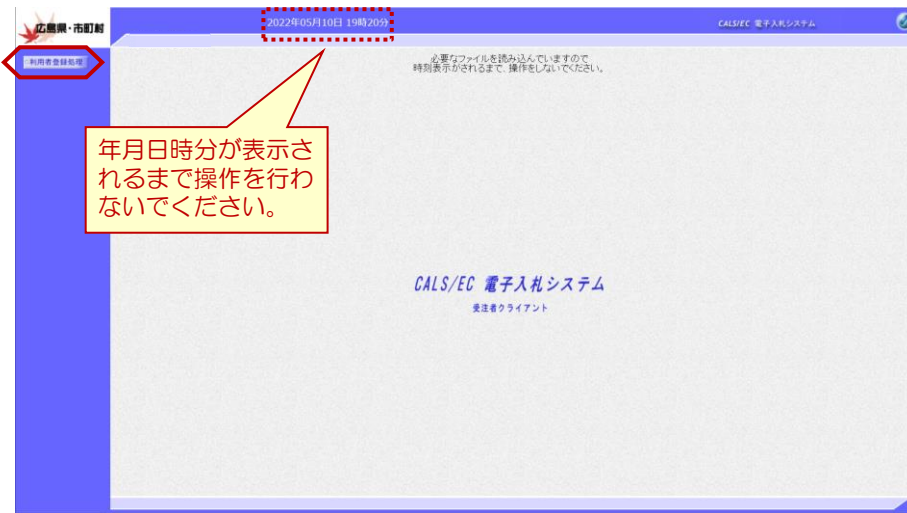 広島県・市町村
2022年05月10日 19時20分
CALS/EC 電子入札システム
利用者登録処理
必要なファイルを読み込んでいますので
時刻表示がされるまで、操作をしないでください。
年月日時分が表示さ
れるまで操作を行わ
ないでください。
CALS/EC 電子入札システム
受注者クライアント